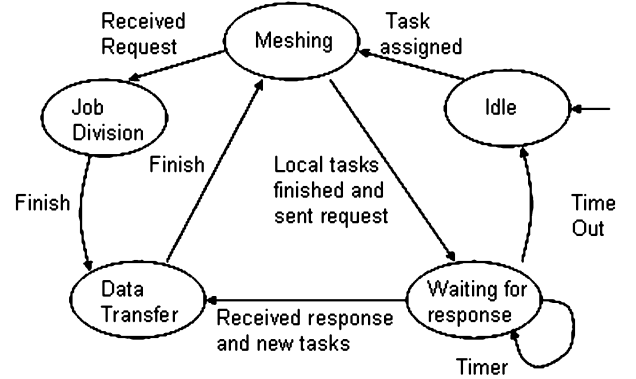 Received
Request
Meshing
Task
assigned
Job
Division
Idle
Finish
Local tasks
finished and
sent request
Finish
Time
Out
Data
Transfer
Waiting for
response
Received response
and new tasks
Timer